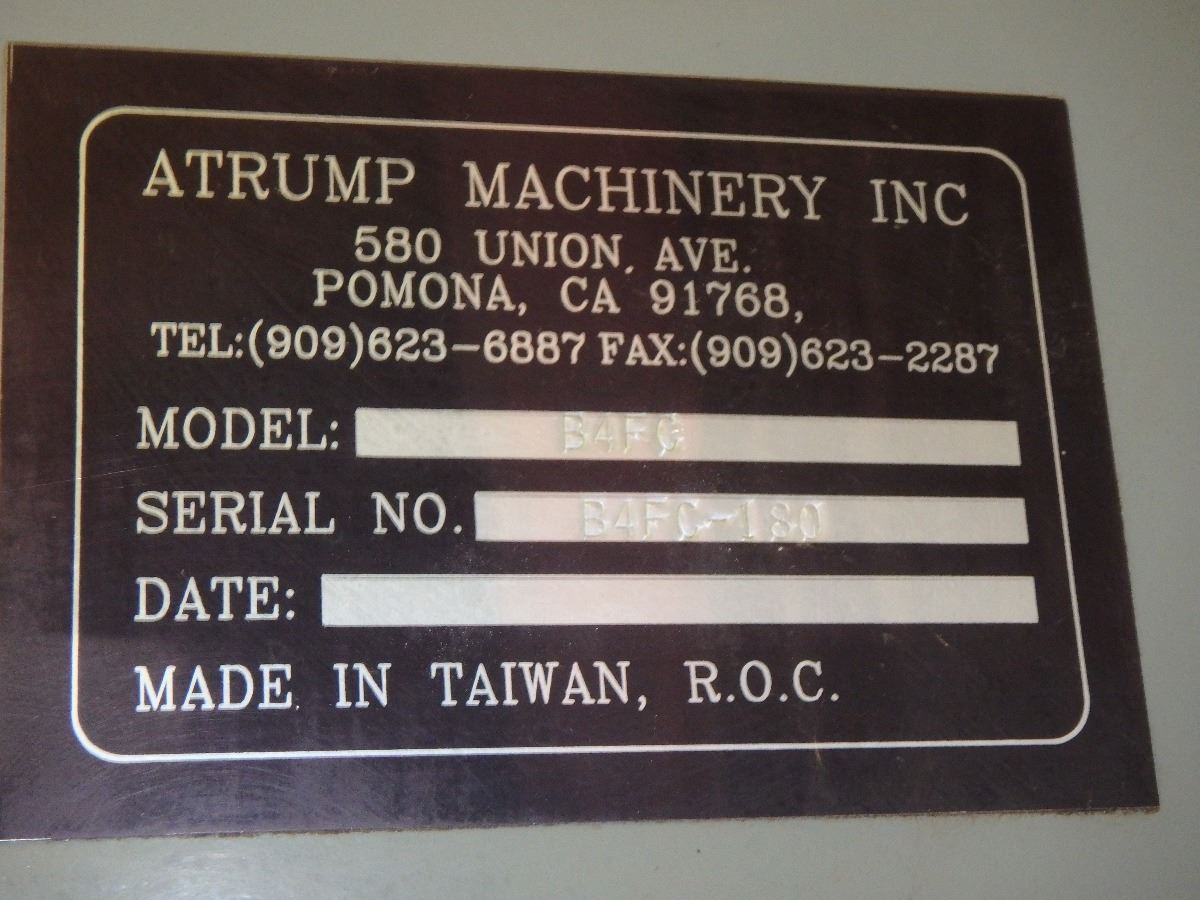 ATRUMP MACHINERY INC
580 UNION. AVE.
POMONA, CA 91768,
TEL:(909)623-6887 FAX:(909)623-2287
MODEL: B4FC
SERIAL NO. B4FC-180
DATE:
MADE IN TAIWAN, R.O.C.